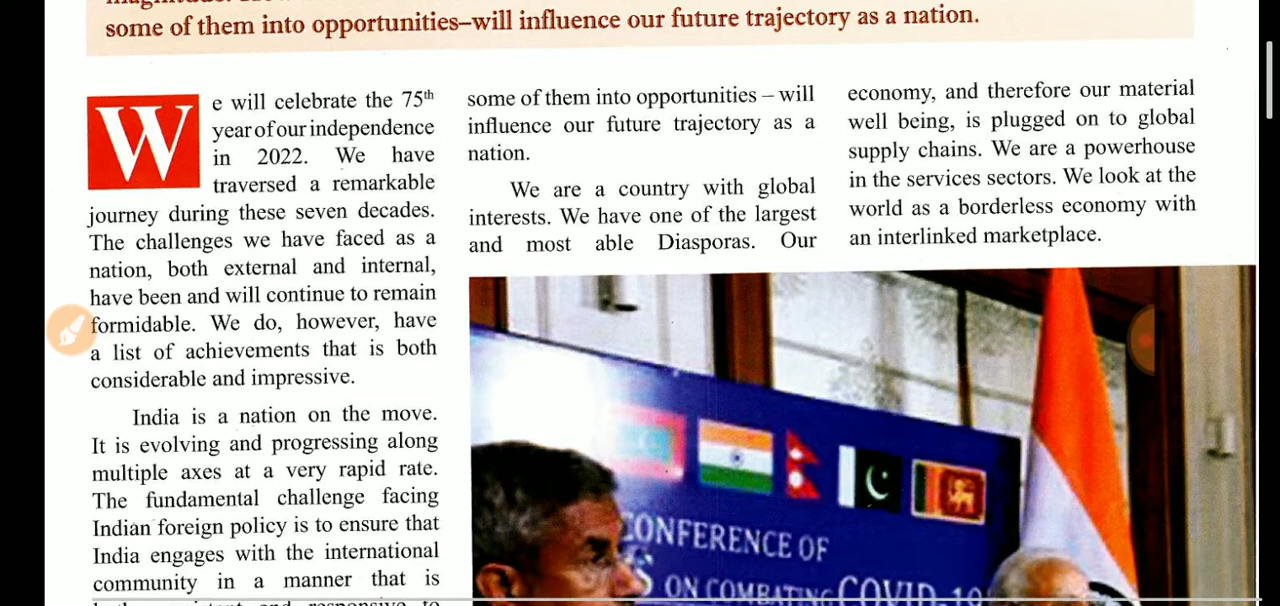 some of them into opportunities–will influence our future trajectory as a nation.
We will celebrate the 75th
year of our independence
in 2022. We have
traversed a remarkable
journey during these seven decades.
The challenges we have faced as a
nation, both external and internal,
have been and will continue to remain
formidable. We do, however, have
a list of achievements that is both
considerable and impressive.
India is a nation on the move.
It is evolving and progressing along
multiple axes at a very rapid rate.
The fundamental challenge facing
Indian foreign policy is to ensure that
India engages with the international
community in a manner that is
some of them into opportunities – will
influence our future trajectory as a
nation.
We are a country with global
interests. We have one of the largest
and most able Diasporas. Our
economy, and therefore our material
well being, is plugged on to global
supply chains. We are a powerhouse
in the services sectors. We look at the
world as a borderless economy with
an interlinked marketplace.
CONFERENCE OF
ON COMBATING COVID-19